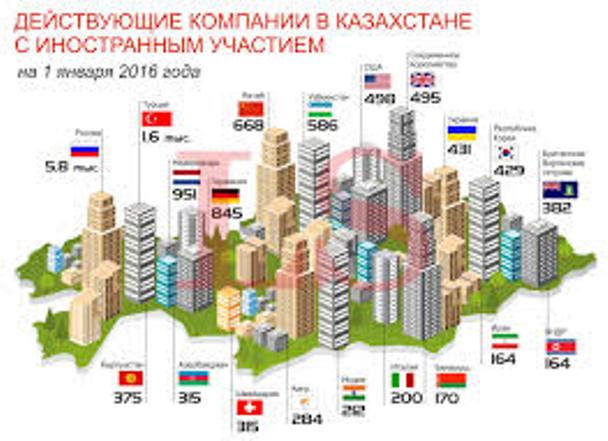 ДЕЙСТВУЮЩИЕ КОМПАНИИ В КАЗАХСТАНЕ
С ИНОСТРАННЫМ УЧАСТИЕМ
на 1 января 2016 года
Россия
5.8 тыс.
Турция
1.6 тыс.
Нидерланды
951
Германия
845
Китай
668
Узбекистан
586
США
498
Соединенное
Королевство
495
Украина
431
Республика
Корея
429
Британские
Виргинские
острова
382
Кыргызстан
375
Азербайджан
315
Швейцария
315
Кипр
284
Индия
212
Италия
200
Беларусь
170
Иран
164
КНДР
164